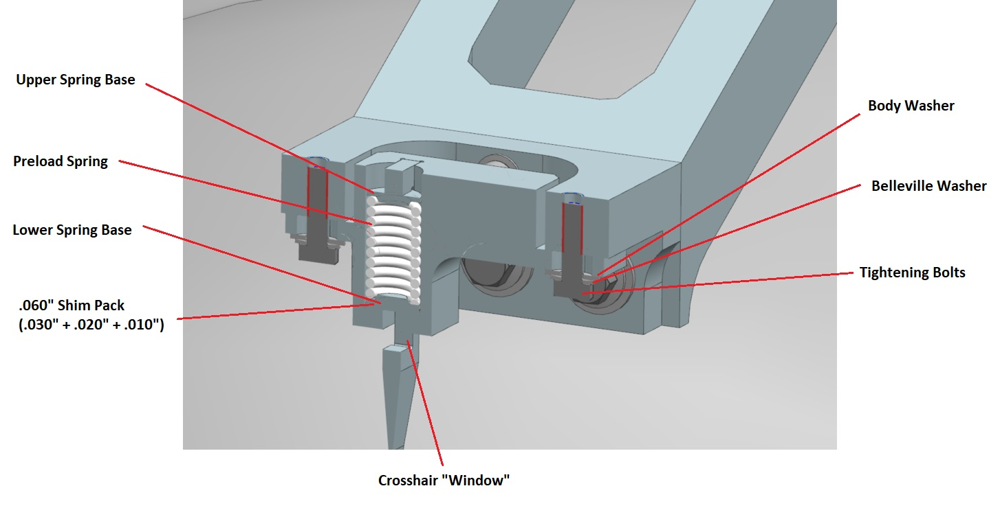 Upper Spring Base
Preload Spring
Lower Spring Base
.060" Shim Pack
(.030" + .020" + .010")
Body Washer
Belleville Washer
Tightening Bolts
Crosshair "Window"